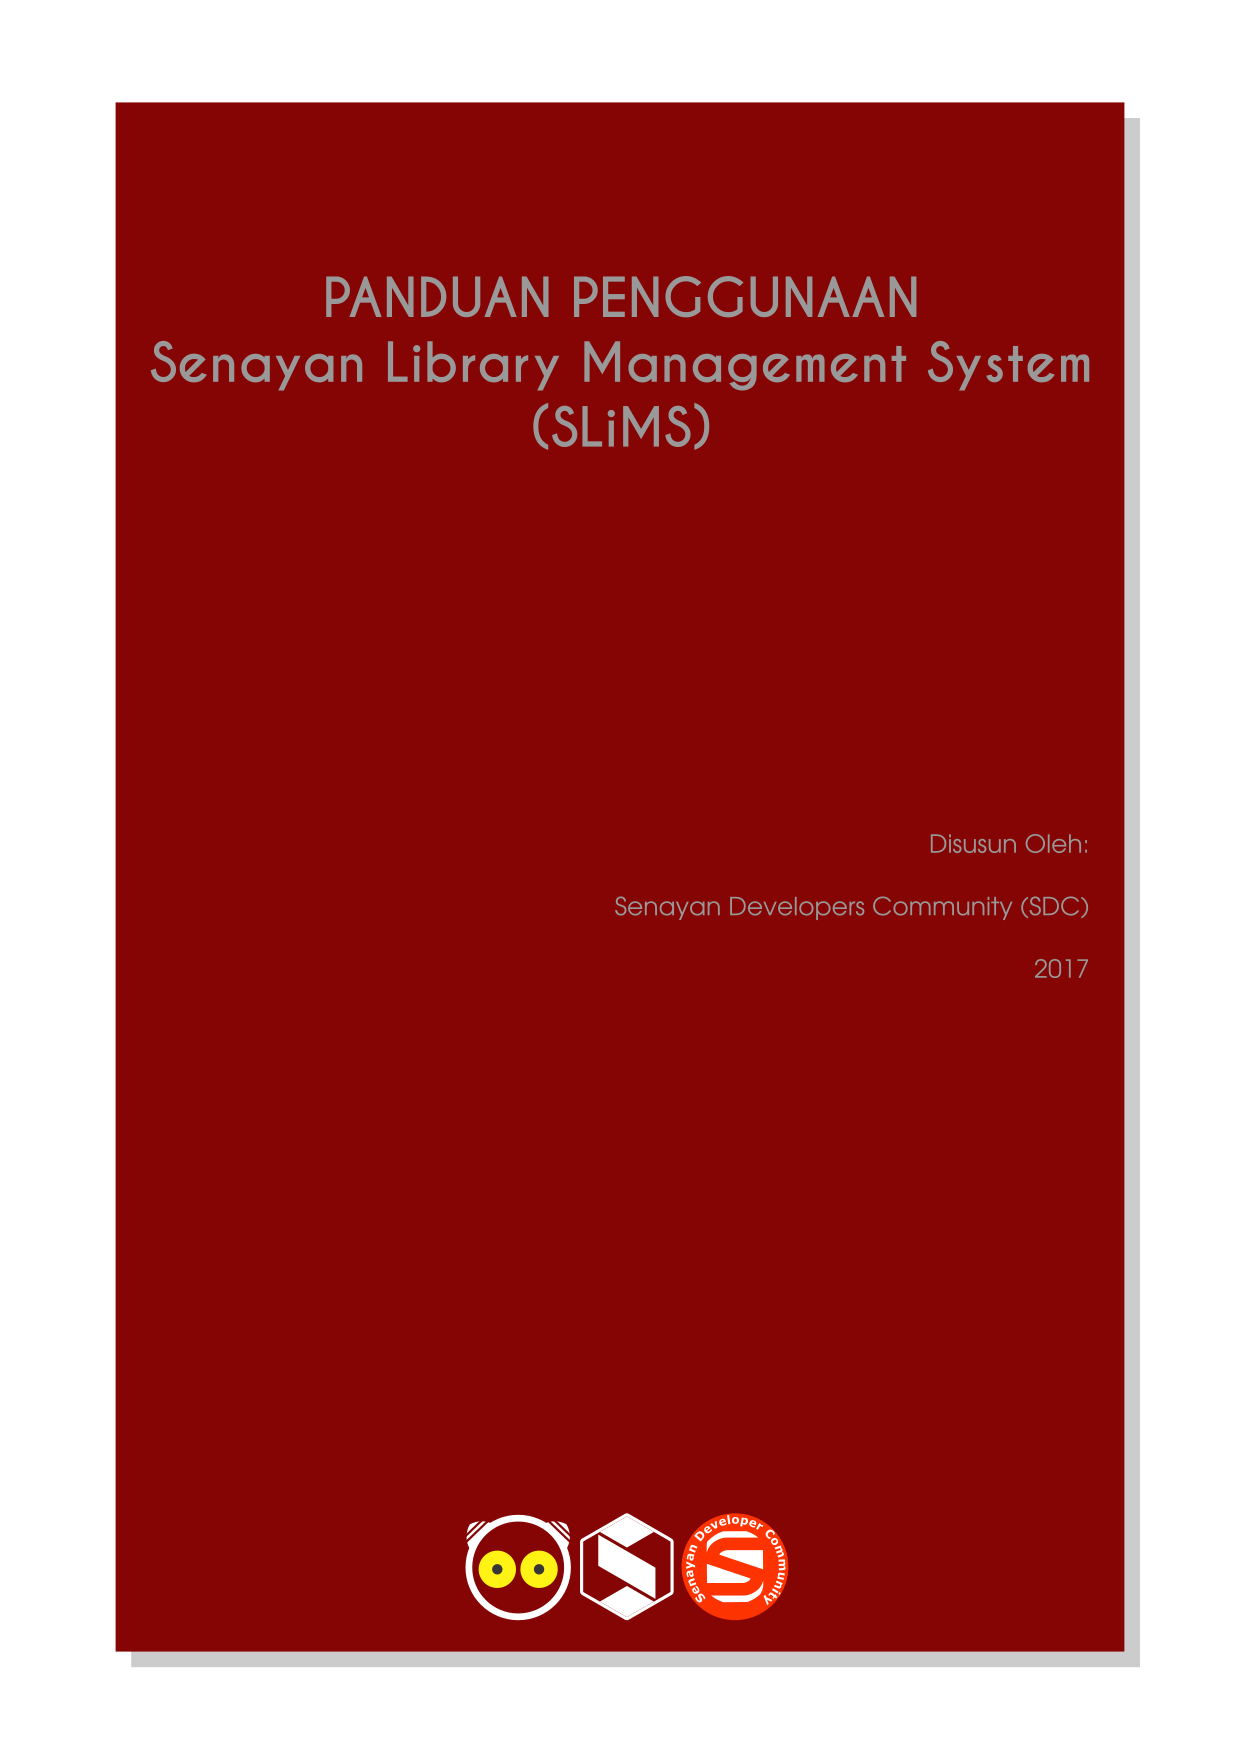 PANDUAN PENGGUNAAN
Senayan Library Management System
(SLiMS)
Disusun Oleh:
Senayan Developers Community (SDC)
2017
Senayan Developer Community